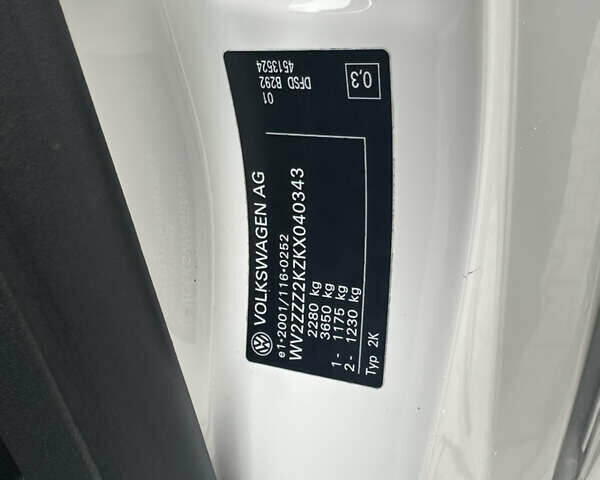 VOLKSWAGEN AG
e1-2001/116-0252
WV2ZZZ2KZKX040343
2280 kg
3650 kg
1 - 1175 kg
2 - 1230 kg
Typ 2K
01
DFSD B292
4513524
0,3